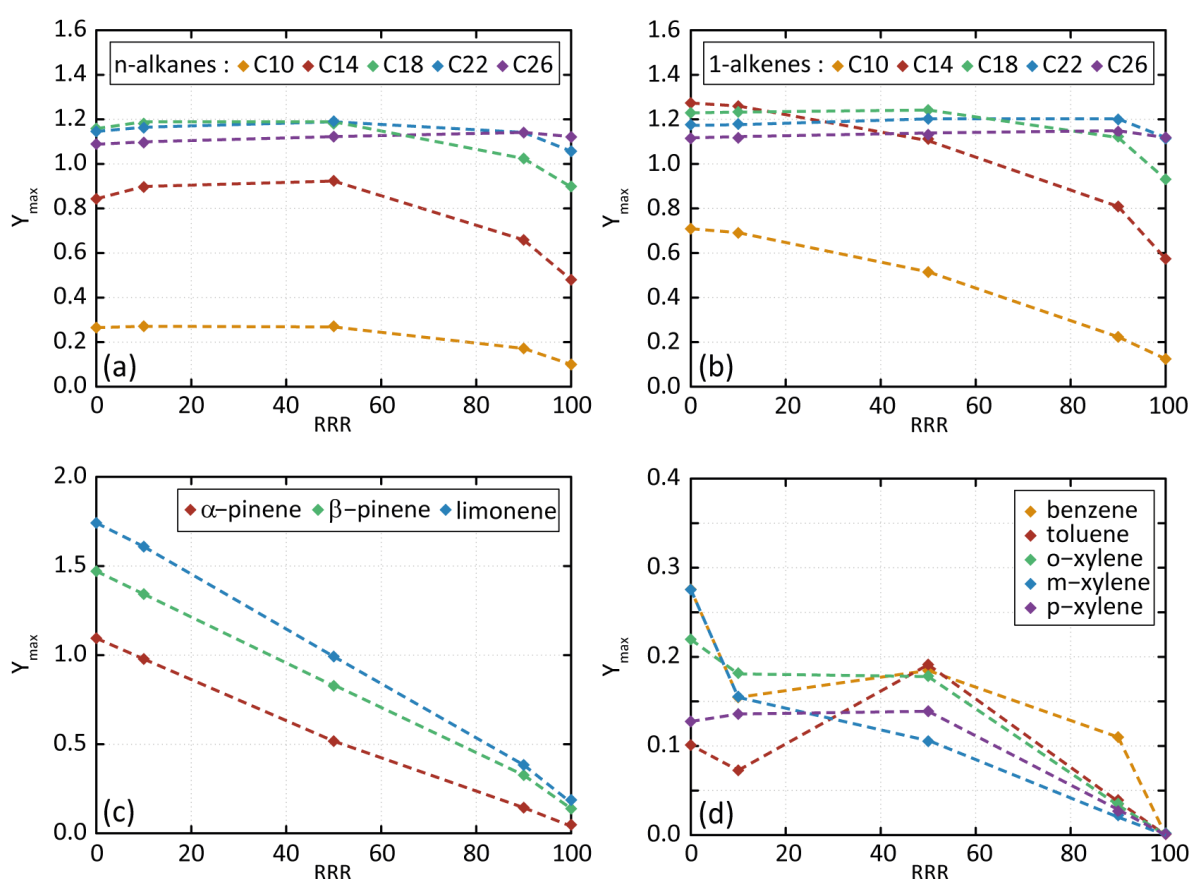 n-alkanes : C10 C14 C18 C22 C26
1.6
1.4
1.2
1.0
0.8
0.6
0.4
0.2
0.0
Y max
(a)
0 20 40 60 80 100
RRR
1-alkenes : C10 C14 C18 C22 C26
1.6
1.4
1.2
1.0
0.8
0.6
0.4
0.2
0.0
Y max
(b)
0 20 40 60 80 100
RRR
α-pinene β-pinene limonene
2.0
1.5
1.0
0.5
0.0
Y max
(c)
0 20 40 60 80 100
RRR
benzene
toluene
o-xylene
m-xylene
p-xylene
0.4
0.3
0.2
0.1
0.0
Y max
(d)
0 20 40 60 80 100
RRR